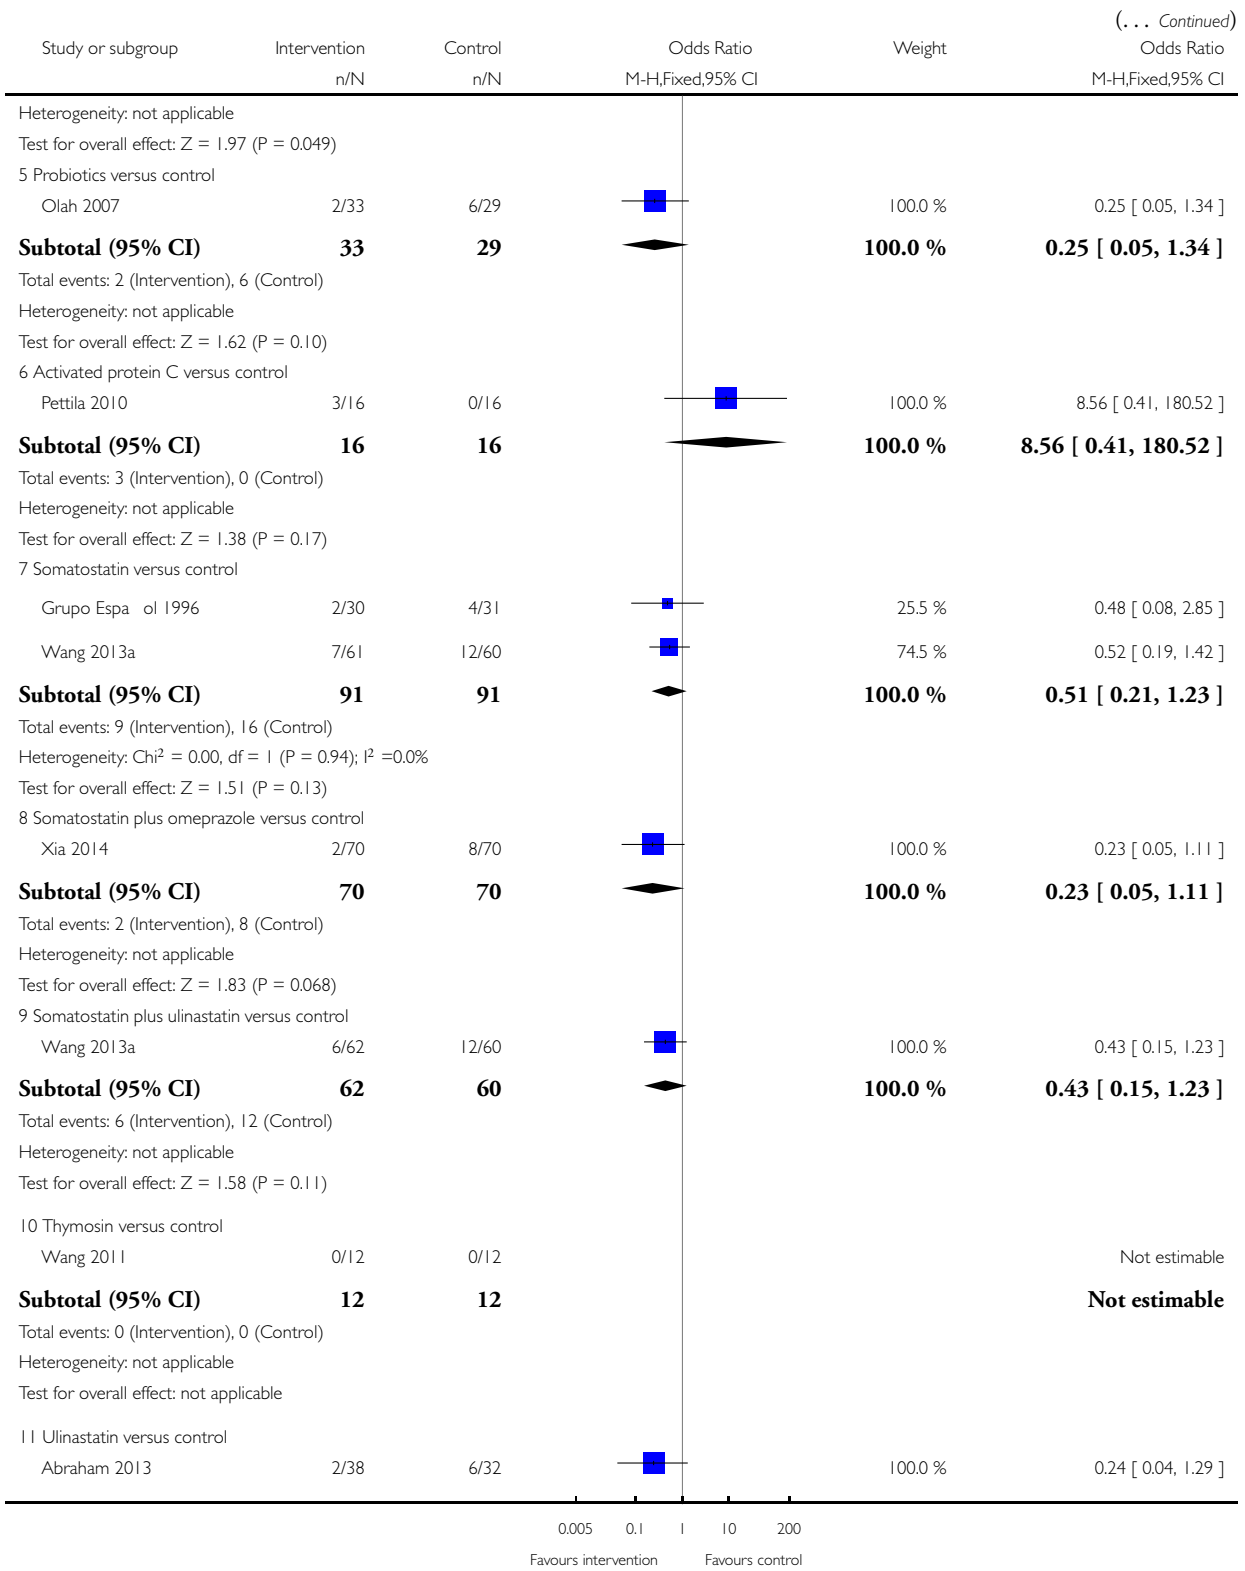 (... Continued)
Study or subgroup Intervention Control Odds Ratio Weight Odds Ratio
n/N n/N M-H,Fixed,95% CI M-H,Fixed,95% CI
Heterogeneity: not applicable
Test for overall effect: Z = 1.97 (P = 0.049)
5 Probiotics versus control
Olah 2007 2/33 6/29 100.0 % 0.25 [ 0.05, 1.34 ]
Subtotal (95% CI) 33 29 100.0 % 0.25 [ 0.05, 1.34 ]
Total events: 2 (Intervention), 6 (Control)
Heterogeneity: not applicable
Test for overall effect: Z = 1.62 (P = 0.10)
6 Activated protein C versus control
Pettila 2010 3/16 0/16 100.0 % 8.56 [ 0.41, 180.52 ]
Subtotal (95% CI) 16 16 100.0 % 8.56 [ 0.41, 180.52 ]
Total events: 3 (Intervention), 0 (Control)
Heterogeneity: not applicable
Test for overall effect: Z = 1.38 (P = 0.17)
7 Somatostatin versus control
Grupo Espa ol 1996 2/30 4/31 25.5 % 0.48 [ 0.08, 2.85 ]
Wang 2013a 7/61 12/60 74.5 % 0.52 [ 0.19, 1.42 ]
Subtotal (95% CI) 91 91 100.0 % 0.51 [ 0.21, 1.23 ]
Total events: 9 (Intervention), 16 (Control)
Heterogeneity: Chi² = 0.00, df = 1 (P = 0.94); I² =0.0%
Test for overall effect: Z = 1.51 (P = 0.13)
8 Somatostatin plus omeprazole versus control
Xia 2014 2/70 8/70 100.0 % 0.23 [ 0.05, 1.11 ]
Subtotal (95% CI) 70 70 100.0 % 0.23 [ 0.05, 1.11 ]
Total events: 2 (Intervention), 8 (Control)
Heterogeneity: not applicable
Test for overall effect: Z = 1.83 (P = 0.068)
9 Somatostatin plus ulinastatin versus control
Wang 2013a 6/62 12/60 100.0 % 0.43 [ 0.15, 1.23 ]
Subtotal (95% CI) 62 60 100.0 % 0.43 [ 0.15, 1.23 ]
Total events: 6 (Intervention), 12 (Control)
Heterogeneity: not applicable
Test for overall effect: Z = 1.58 (P = 0.11)
10 Thymosin versus control
Wang 2011 0/12 0/12 Not estimable
Subtotal (95% CI) 12 12 Not estimable
Total events: 0 (Intervention), 0 (Control)
Heterogeneity: not applicable
Test for overall effect: not applicable
11 Ulinastatin versus control
Abraham 2013 2/38 6/32 100.0 % 0.24 [ 0.04, 1.29 ]
0.005 0.1 1 10 200
Favours intervention Favours control